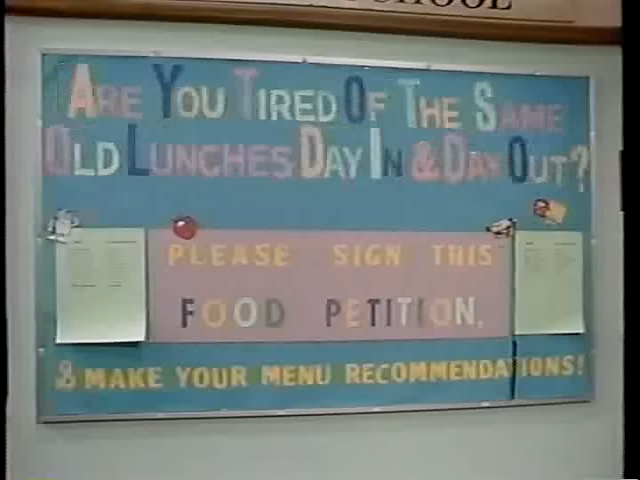 SCHOOL
ARE YOU TIRED OF THE SAME
OLD LUNCHES DAY IN & DAY OUT?
PLEASE SIGN THIS
FOOD PETITION.
& MAKE YOUR MENU RECOMMENDATIONS!